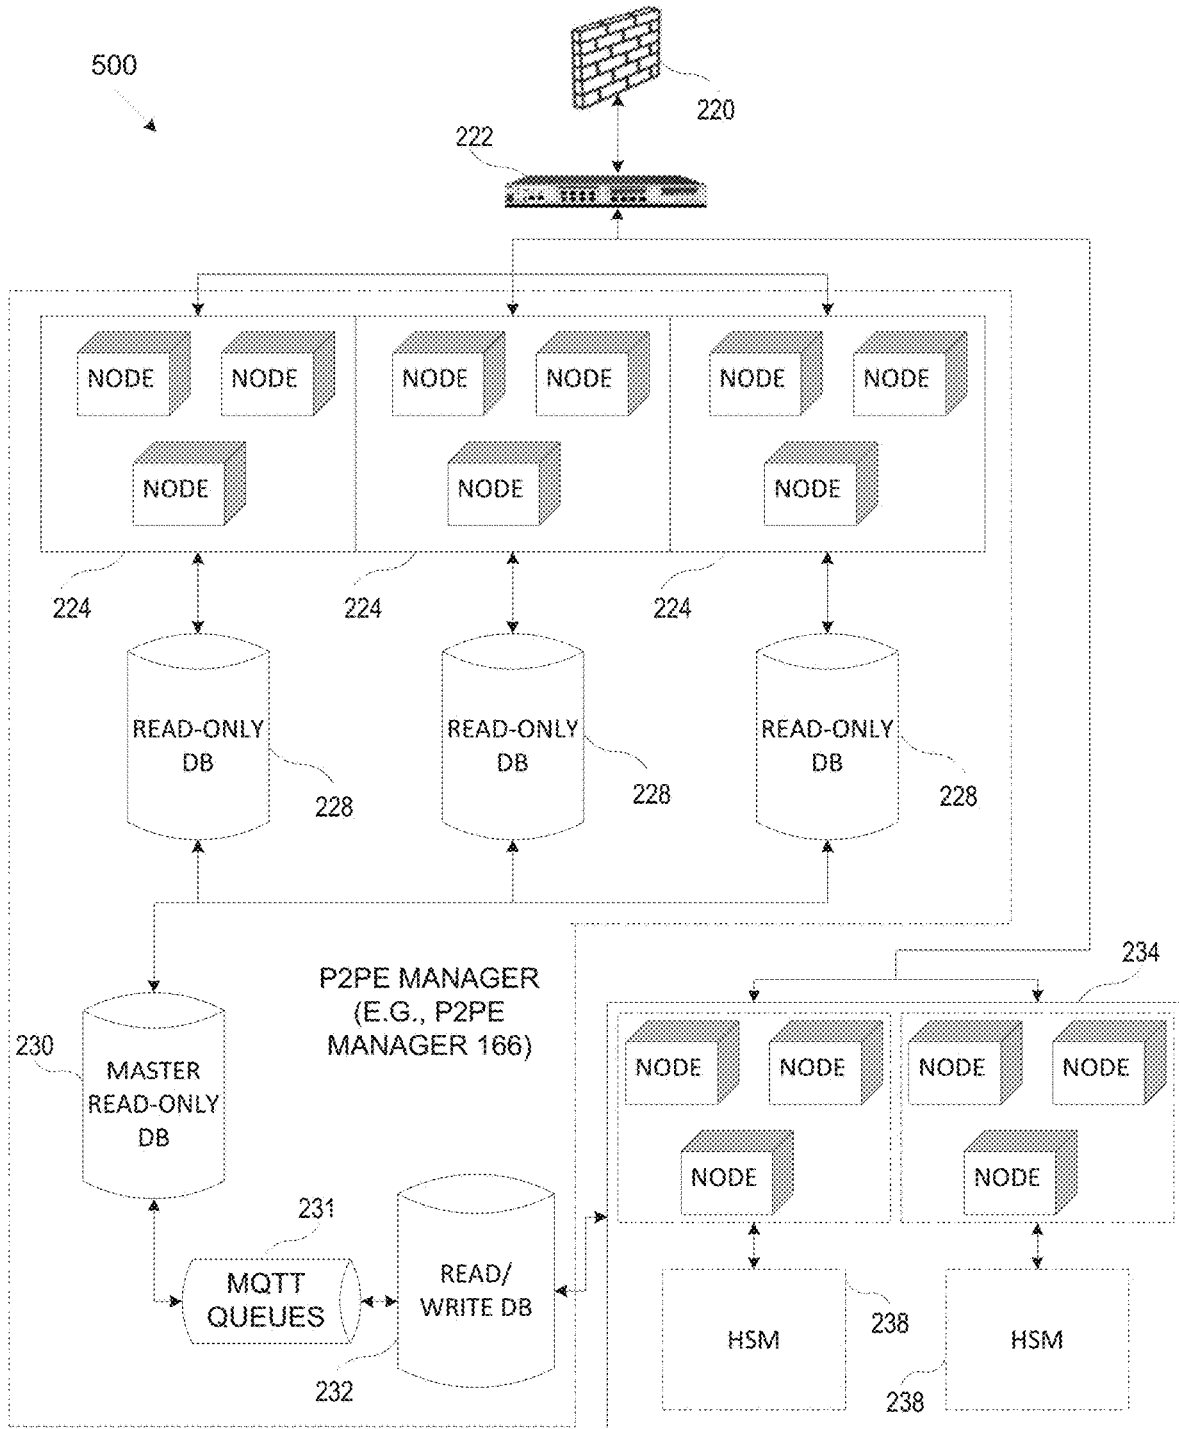 500
220
222
NODE NODE NODE NODE NODE NODE
NODE NODE NODE
224 224 224
READ-ONLY READ-ONLY READ-ONLY
DB DB DB
228 228 228
P2PE MANAGER
(E.G., P2PE
MANAGER 166)
234
230
MASTER
READ-ONLY
DB
NODE NODE NODE NODE
NODE NODE
231
MQTT
QUEUES
READ/
WRITE DB
232
HSM HSM
238
238